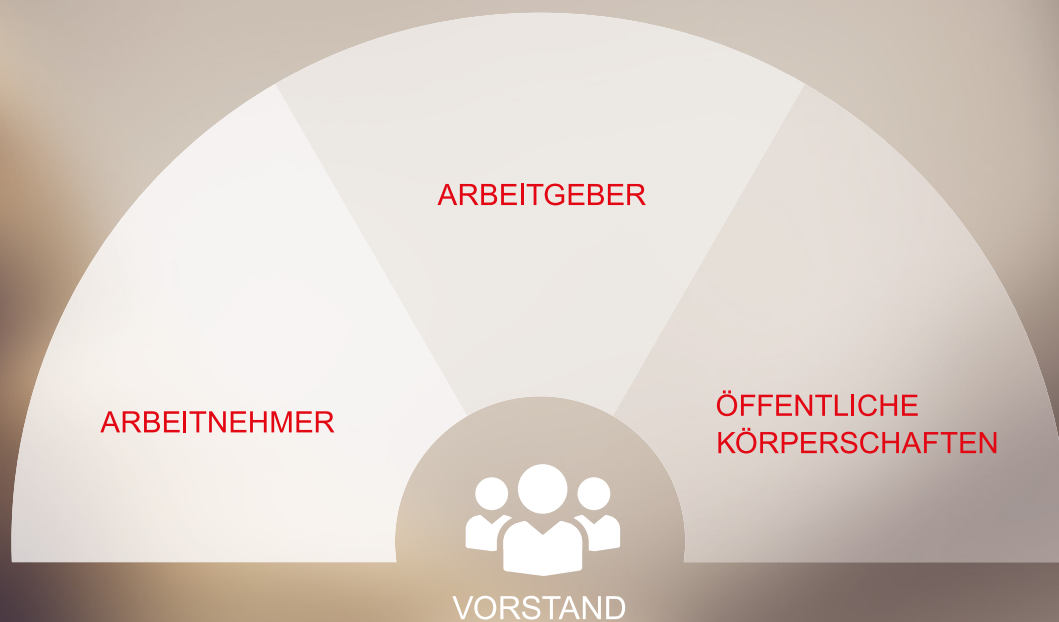 ARBEITGEBER
ARBEITNEHMER
ÖFFENTLICHE
KÖRPERSCHAFTEN
VORSTAND